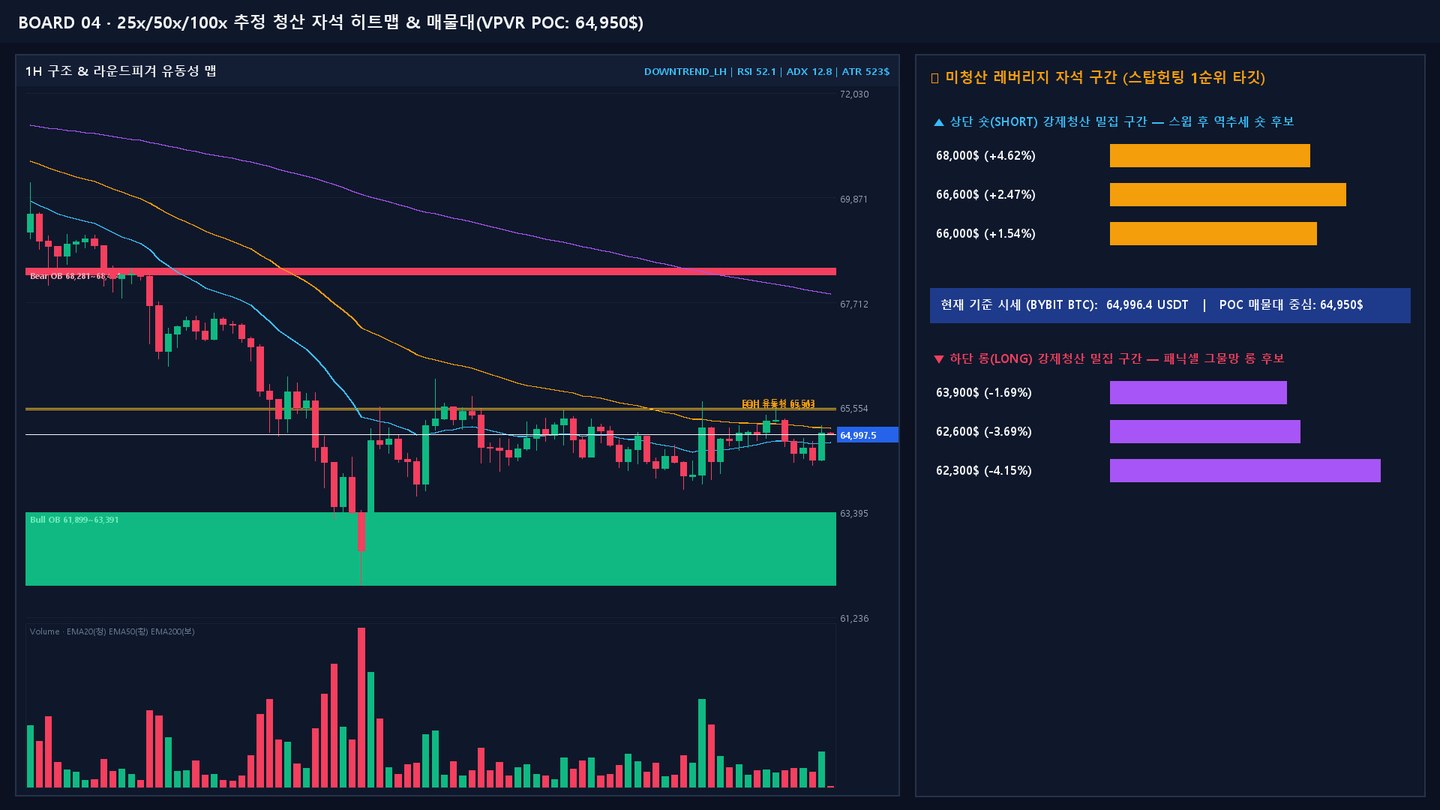 BOARD 04 · 25x/50x/100x 추정 청산 자석 히트맵 & 매물대(VPVR POC: 64,950$)
1H 구조 & 라운드피겨 유동성 맵
DOWNTREND_LH | RSI 52.1 | ADX 12.8 | ATR 523$
72,030
69,871
Bear OB 68,281~68,
67,712
65,554
64,997.5
Bull OB 61,899~63,391
63,395
61,236
Volume · EMA20(청) EMA50(황) EMA200(보)
미청산 레버리지 자석 구간 (스탑헌팅 1순위 타깃)
▲ 상단 숏(SHORT) 강제청산 밀집 구간 — 스윕 후 역추세 숏 후보
68,000$ (+4.62%)
66,600$ (+2.47%)
66,000$ (+1.54%)
현재 기준 시세 (BYBIT BTC): 64,996.4 USDT | POC 매물대 중심: 64,950$
▼ 하단 롱(LONG) 강제청산 밀집 구간 — 패닉셀 그물망 롱 후보
63,900$ (-1.69%)
62,600$ (-3.69%)
62,300$ (-4.15%)